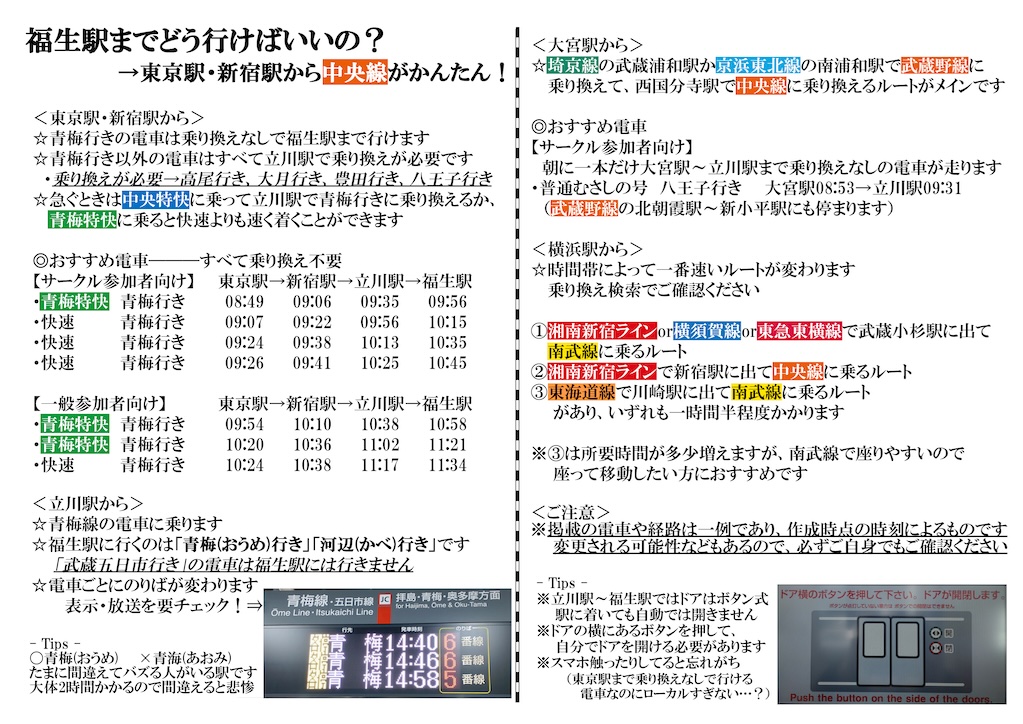 福生駅までどう行けばいいの？
→東京駅・新宿駅から中央線がかんたん！
＜東京駅・新宿駅から＞
☆青梅行きの電車は乗り換えなしで福生駅まで行けます
☆青梅行き以外の電車はすべて立川駅で乗り換えが必要です
・乗り換えが必要→高尾行き、大月行き、豊田行き、八王子行き
☆急ぐときは中央特快に乗って立川駅で青梅行きに乗り換えるか、
青梅特快に乗ると快速よりも速く着くことができます
◎おすすめ電車―――すべて乗り換え不要
【サークル参加者向け】 東京駅→新宿駅→立川駅→福生駅
・青梅特快 青梅行き 08:49 09:06 09:35 09:56
・快速 青梅行き 09:07 09:22 09:56 10:15
・快速 青梅行き 09:24 09:38 10:13 10:35
・快速 青梅行き 09:26 09:41 10:25 10:45
【一般参加者向け】 東京駅→新宿駅→立川駅→福生駅
・青梅特快 青梅行き 09:54 10:10 10:38 10:58
・青梅特快 青梅行き 10:20 10:36 11:02 11:21
・快速 青梅行き 10:24 10:38 11:17 11:34
＜立川駅から＞
☆青梅線の電車に乗ります
☆福生駅に行くのは「青梅(おうめ)行き」「河辺(かべ)行き」です
「武蔵五日市行き」の電車は福生駅には行きません
☆電車ごとにのりばが変わります
表示・放送を要チェック！⇒
- Tips -
○青梅(おうめ) ×青海(あおみ)
たまに間違えてバズる人がいる駅です
大体2時間かかるので間違えると悲惨
青梅線・五日市線 JC 拝島・青梅・奥多摩方面
Ōme Line・Itsukaichi Line for Haijima, Ōme & Oku-Tama
行先 発車時刻 のりば
青 梅 14:40 6 番線
青 梅 14:46 6 番線
青 梅 14:58 5 番線
＜大宮駅から＞
☆埼京線の武蔵浦和駅か京浜東北線の南浦和駅で武蔵野線に
乗り換えて、西国分寺駅で中央線に乗り換えるルートがメインです
◎おすすめ電車
【サークル参加者向け】
朝に一本だけ大宮駅～立川駅まで乗り換えなしの電車が走ります
・普通むさしの号 八王子行き 大宮駅08:53→立川駅09:31
（武蔵野線の北朝霞駅～新小平駅にも停まります）
＜横浜駅から＞
☆時間帯によって一番速いルートが変わります
乗り換え検索でご確認ください
①湘南新宿ラインor横須賀線or東急東横線で武蔵小杉駅に出て
南武線に乗るルート
②湘南新宿ラインで新宿駅に出て中央線に乗るルート
③東海道線で川崎駅に出て南武線に乗るルート
があり、いずれも一時間半程度かかります
※③は所要時間が多少増えますが、南武線で座りやすいので
座って移動したい方におすすめです
＜ご注意＞
※掲載の電車や経路は一例であり、作成時点の時刻によるものです
変更される可能性などもあるので、必ずご自身でもご確認ください
- Tips -
※立川駅～福生駅ではドアはボタン式
駅に着いても自動では開きません
※ドアの横にあるボタンを押して、
自分でドアを開ける必要があります
※スマホ触ったりしてると忘れがち
（東京駅まで乗り換えなしで行ける
電車なのにローカルすぎない…？）
ドア横のボタンを押して下さい。ドアが開閉します。
開
閉
Push the button on the side of the doors.